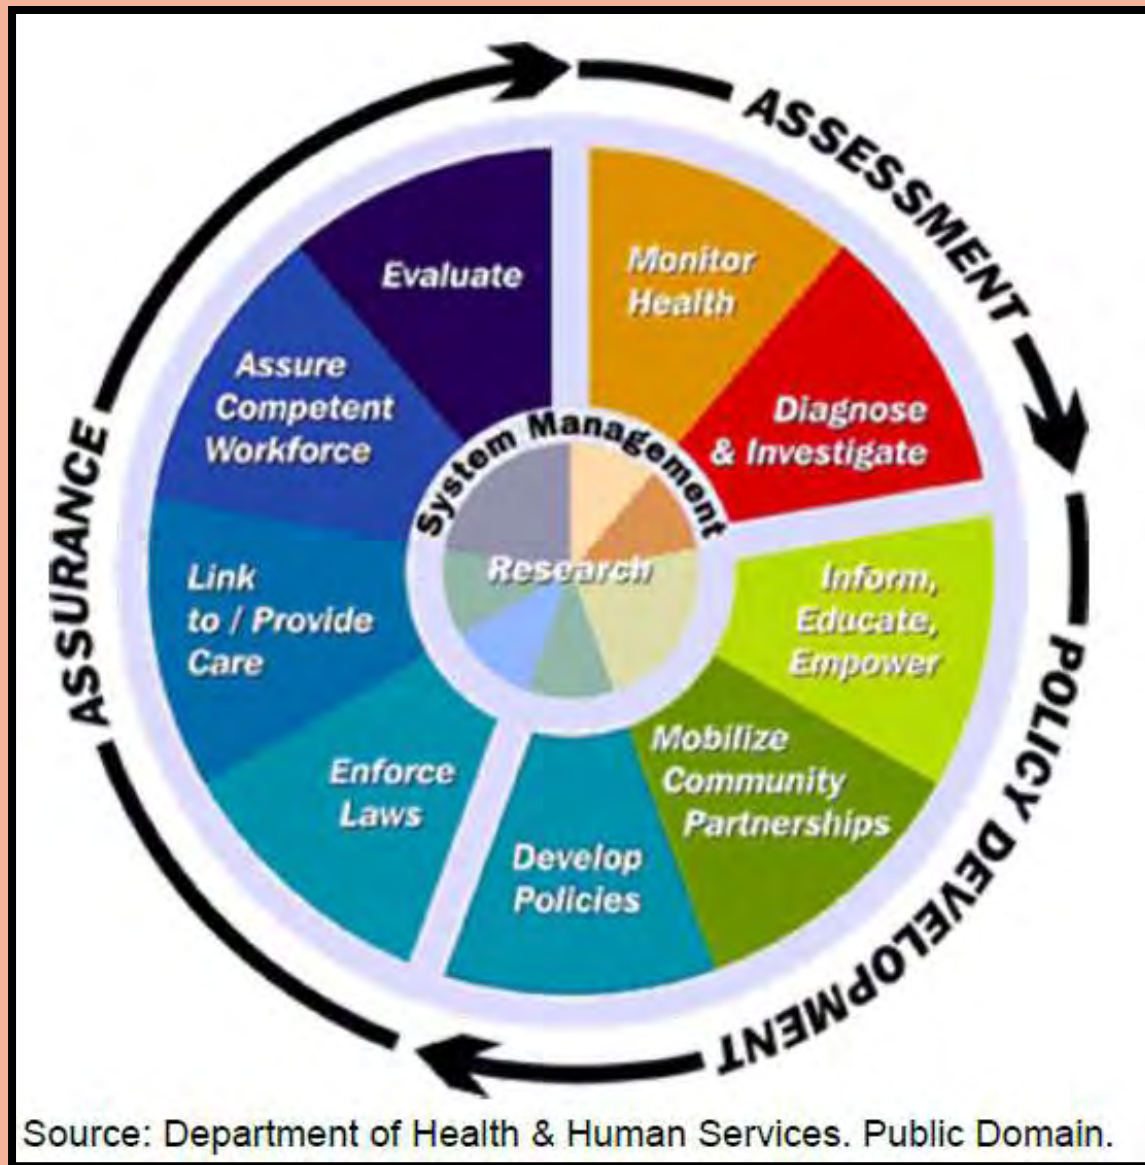 ASSESSMENT
Monitor
Health
Diagnose
& Investigate
POLICY DEVELOPMENT
Inform,
Educate,
Empower
Mobilize
Community
Partnerships
Develop
Policies
ASSURANCE
Enforce
Laws
Link
to / Provide
Care
Assure
Competent
Workforce
Evaluate
System Management
Research
Source: Department of Health & Human Services. Public Domain.